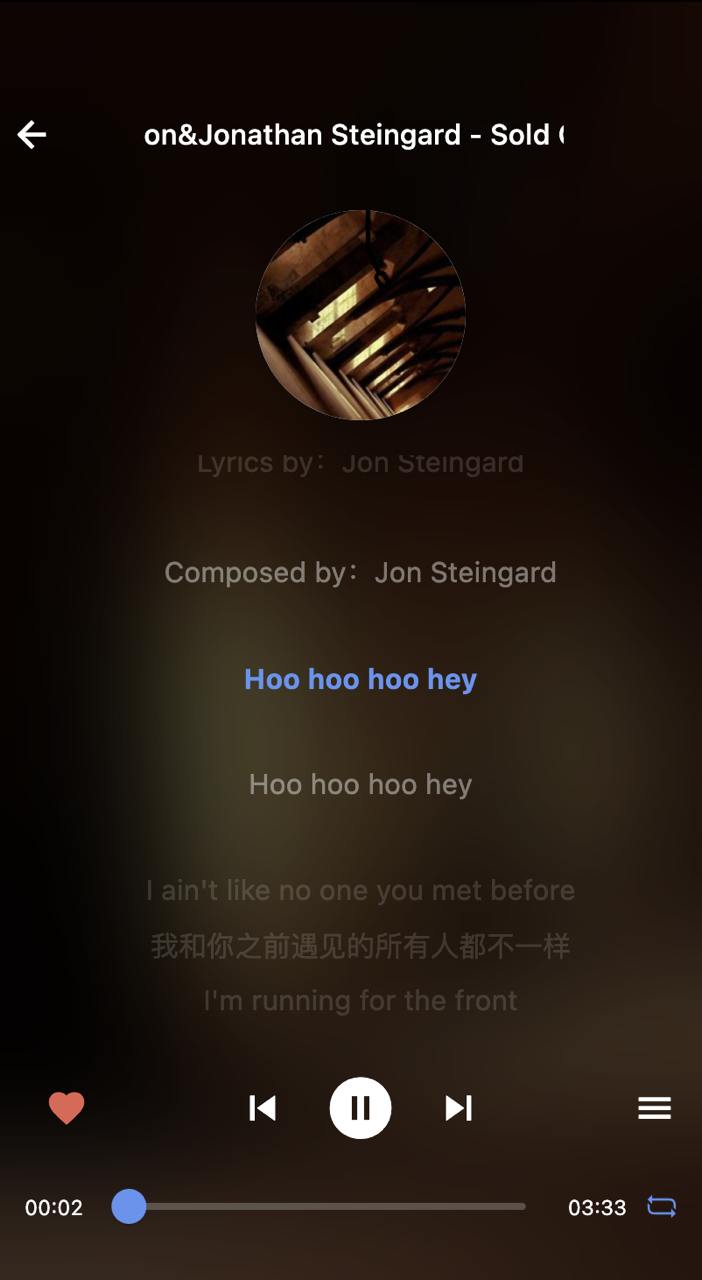 on&Jonathan Steingard - Sold
Lyrics by： Jon Steingard
Composed by： Jon Steingard
Hoo hoo hoo hey
Hoo hoo hoo hey
I ain't like no one you met before
我和你之前遇见的所有人都不一样
I'm running for the front
00:02
03:33